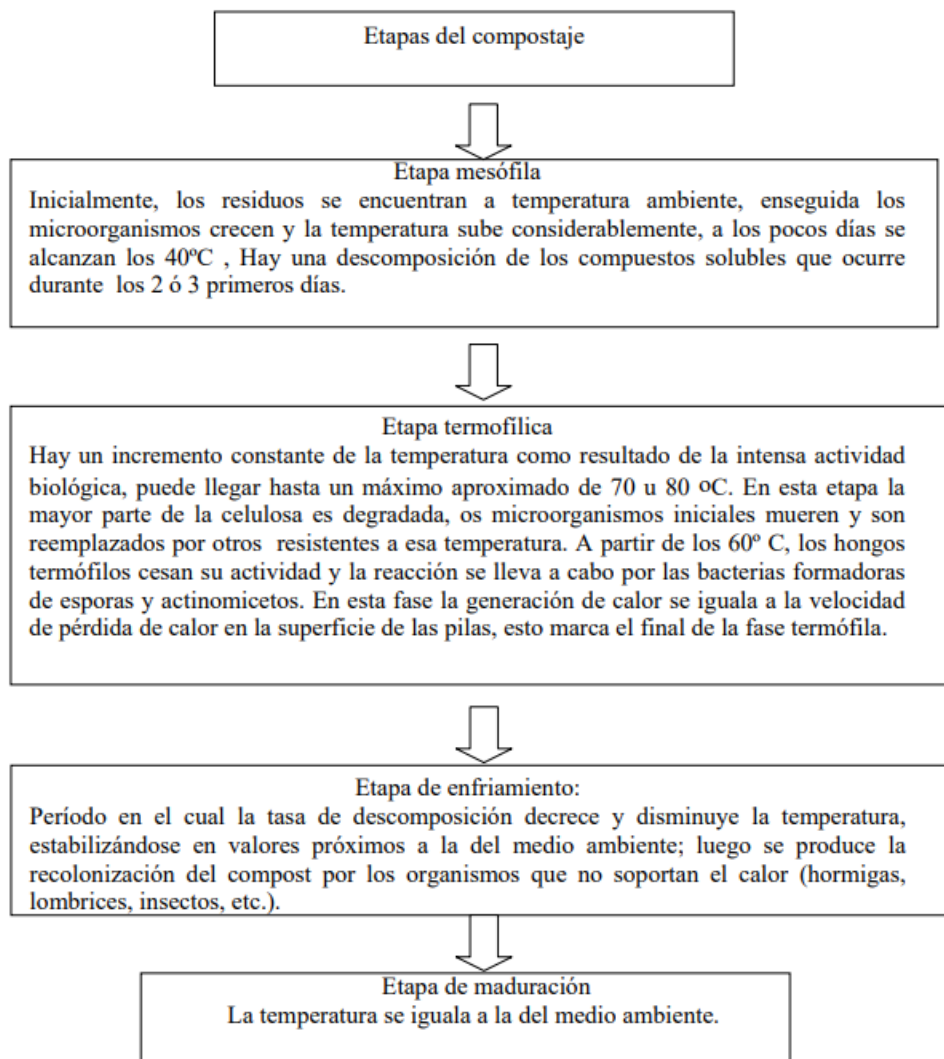 Etapas del compostaje
Etapa mesófila
Inicialmente, los residuos se encuentran a temperatura ambiente, enseguida los
microorganismos crecen y la temperatura sube considerablemente, a los pocos días se
alcanzan los 40ºC , Hay una descomposición de los compuestos solubles que ocurre
durante los 2 ó 3 primeros días.
Etapa termofílica
Hay un incremento constante de la temperatura como resultado de la intensa actividad
biológica, puede llegar hasta un máximo aproximado de 70 u 80 ºC. En esta etapa la
mayor parte de la celulosa es degradada, os microorganismos iniciales mueren y son
reemplazados por otros resistentes a esa temperatura. A partir de los 60º C, los hongos
termófilos cesan su actividad y la reacción se lleva a cabo por las bacterias formadoras
de esporas y actinomicetos. En esta fase la generación de calor se iguala a la velocidad
de pérdida de calor en la superficie de las pilas, esto marca el final de la fase termófila.
Etapa de enfriamiento:
Período en el cual la tasa de descomposición decrece y disminuye la temperatura,
estabilizándose en valores próximos a la del medio ambiente; luego se produce la
recolonización del compost por los organismos que no soportan el calor (hormigas,
lombrices, insectos, etc.).
Etapa de maduración
La temperatura se iguala a la del medio ambiente.